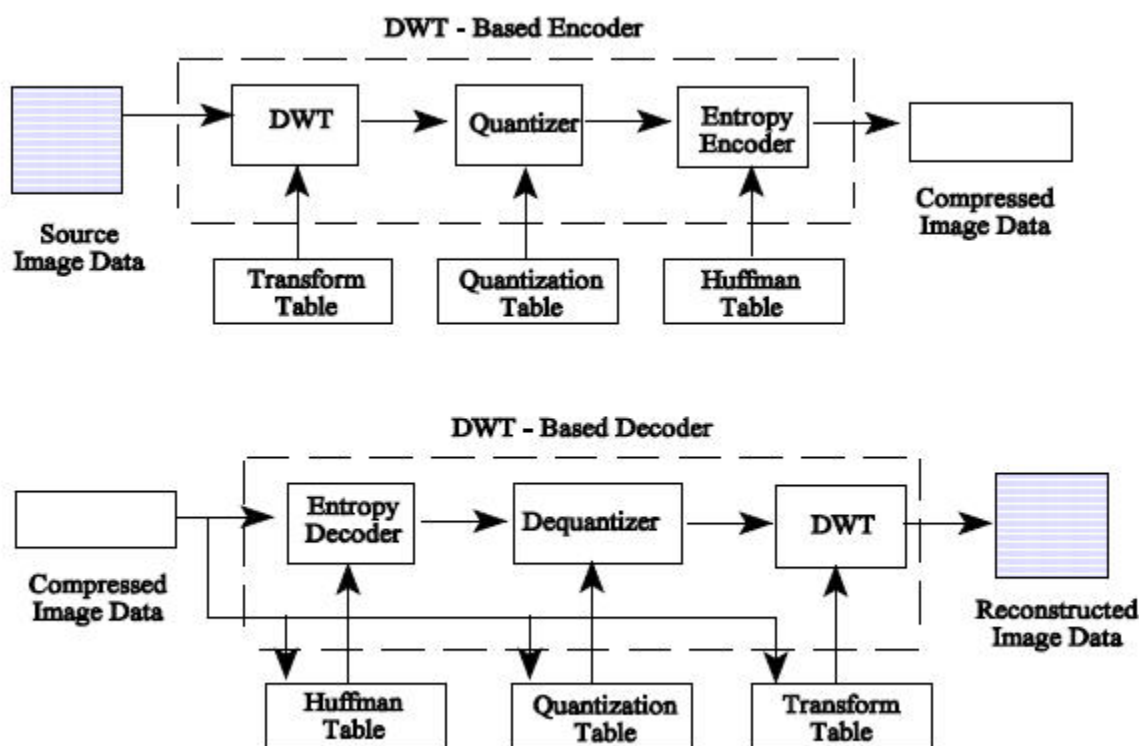 DWT - Based Encoder
DWT
Quantizer
Entropy
Encoder
Source
Image Data
Compressed
Image Data
Transform
Table
Quantization
Table
Huffman
Table
DWT - Based Decoder
Entropy
Decoder
Dequantizer
DWT
Compressed
Image Data
Reconstructed
Image Data
Huffman
Table
Quantization
Table
Transform
Table